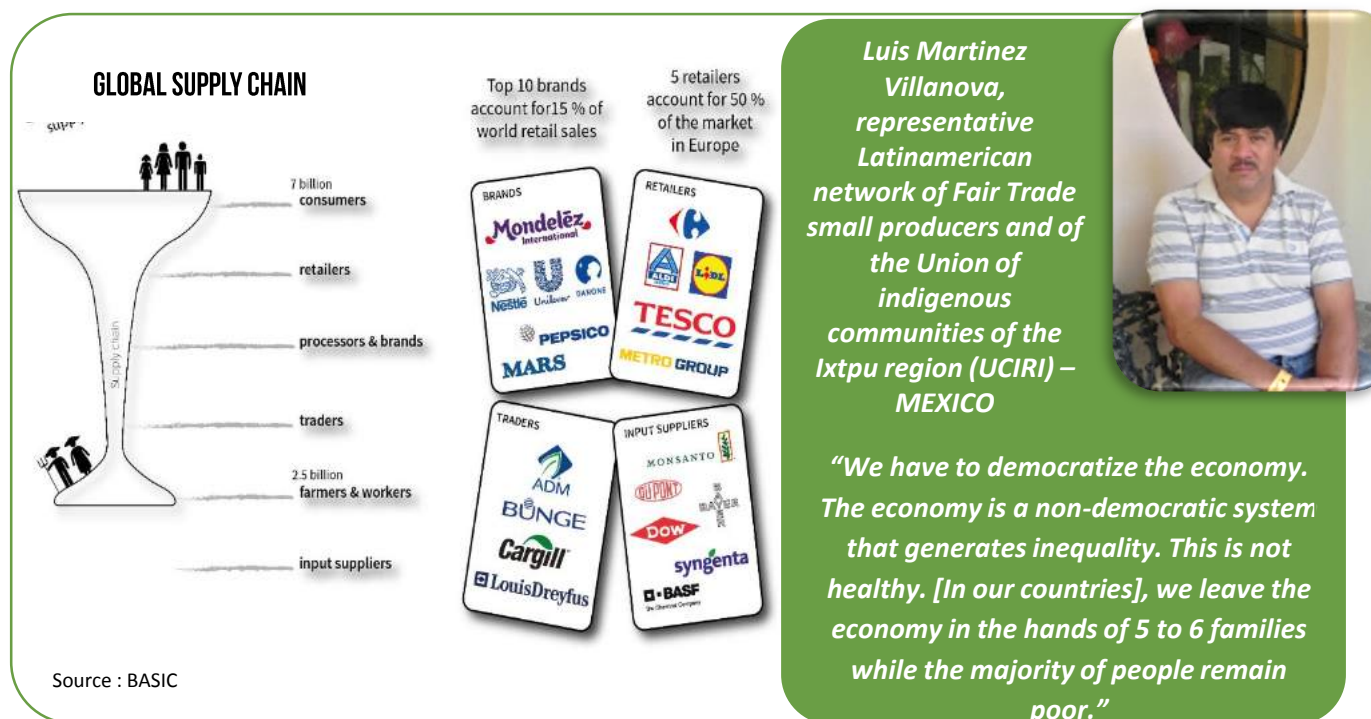 GLOBAL SUPPLY CHAIN
7 billion
consumers
retailers
processors & brands
traders
2.5 billion
farmers & workers
input suppliers
Supply chain
Source : BASIC
Top 10 brands
account for15 % of
world retail sales
5 retailers
account for 50 %
of the market
in Europe
BRANDS
Mondelēz
International
Nestlé
Unilever
DANONE
PEPSICO
MARS
RETAILERS
ALDI
LiDL
TESCO
METRO GROUP
TRADERS
ADM
BUNGE
Cargill
LouisDreyfus
INPUT SUPPLIERS
MONSANTO
DUPONT
BAYER
DOW
syngenta
BASF
The Chemical Company
Luis Martinez
Villanova,
representative
Latinamerican
network of Fair Trade
small producers and of
the Union of
indigenous
communities of the
Ixtpu region (UCIRI) –
MEXICO
“We have to democratize the economy.
The economy is a non-democratic system
that generates inequality. This is not
healthy. [In our countries], we leave the
economy in the hands of 5 to 6 families
while the majority of people remain
poor.”